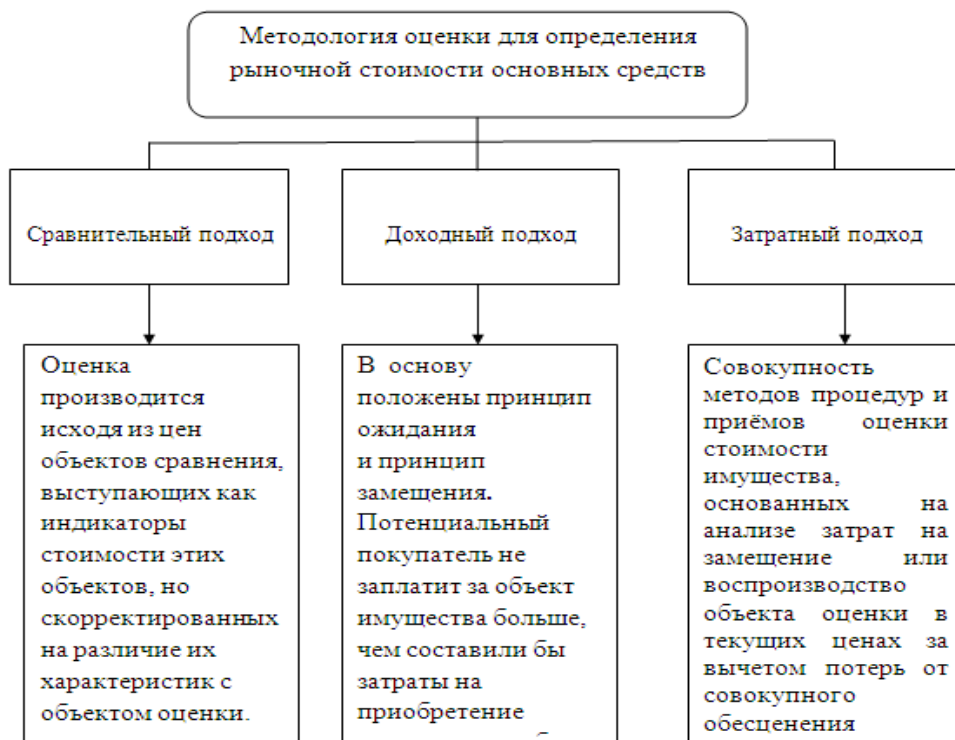 Методология оценки для определения
рыночной стоимости основных средств
Сравнительный подход
Доходный подход
Затратный подход
Оценка
производится
исходя из цен
объектов сравнения,
выступающих как
индикаторы
стоимости этих
объектов, но
скорректированных
на различие их
характеристик с
объектом оценки.
В основу
положены принцип
ожидания
и принцип
замещения.
Потенциальный
покупатель не
заплатит за объект
имущества больше,
чем составили бы
затраты на
приобретение
Совокупность
методов процедур и
приёмов оценки
стоимости
имущества,
основанных на
анализе затрат на
замещение или
воспроизводство
объекта оценки в
текущих ценах за
вычетом потерь от
совокупного
обесценения